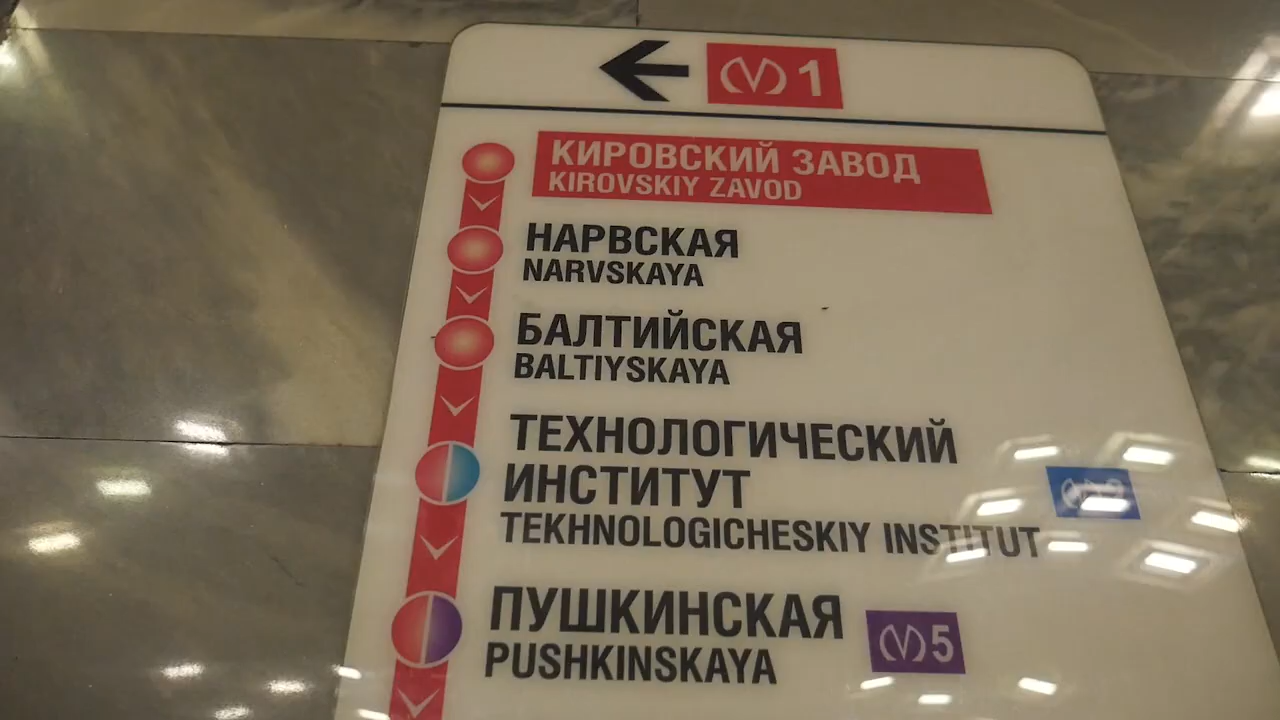 1
КИРОВСКИЙ ЗАВОД
KIROVSKIY ZAVOD
НАРВСКАЯ
NARVSKAYA
БАЛТИЙСКАЯ
BALTIYSKAYA
ТЕХНОЛОГИЧЕСКИЙ
ИНСТИТУТ
TEKHNOLOGICHESKIY INSTITUT
ПУШКИНСКАЯ
PUSHKINSKAYA
5